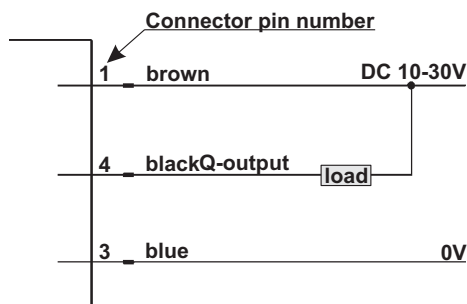 Connector pin number
1 brown DC 10-30V
4 blackQ-output load
3 blue 0V